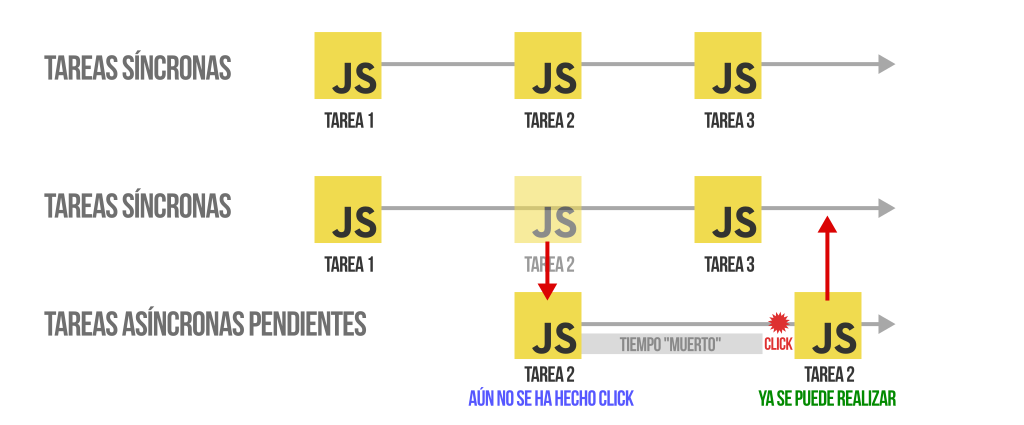 TAREAS SÍNCRONAS
JS
JS
JS
TAREA 1
TAREA 2
TAREA 3
TAREAS SÍNCRONAS
JS
JS
JS
TAREA 1
TAREA 2
TAREA 3
TAREAS ASÍNCRONAS PENDIENTES
JS
TIEMPO "MUERTO"
CLICK
JS
TAREA 2
TAREA 2
AÚN NO SE HA HECHO CLICK
YA SE PUEDE REALIZAR